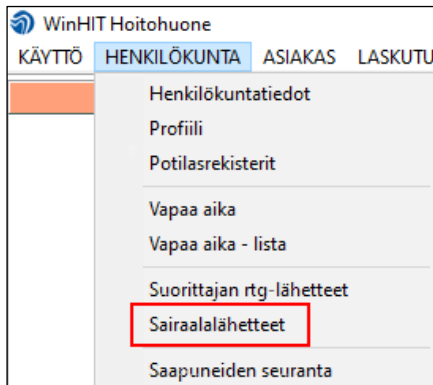 WinHIT Hoitohuone
KÄYTTÖ HENKILÖKUNTA ASIAKAS LASKUTU
Henkilökuntatiedot
Profiili
Potilasrekisterit
Vapaa aika
Vapaa aika - lista
Suorittajan rtg-lähetteet
Sairaalalähetteet
Saapuneiden seuranta